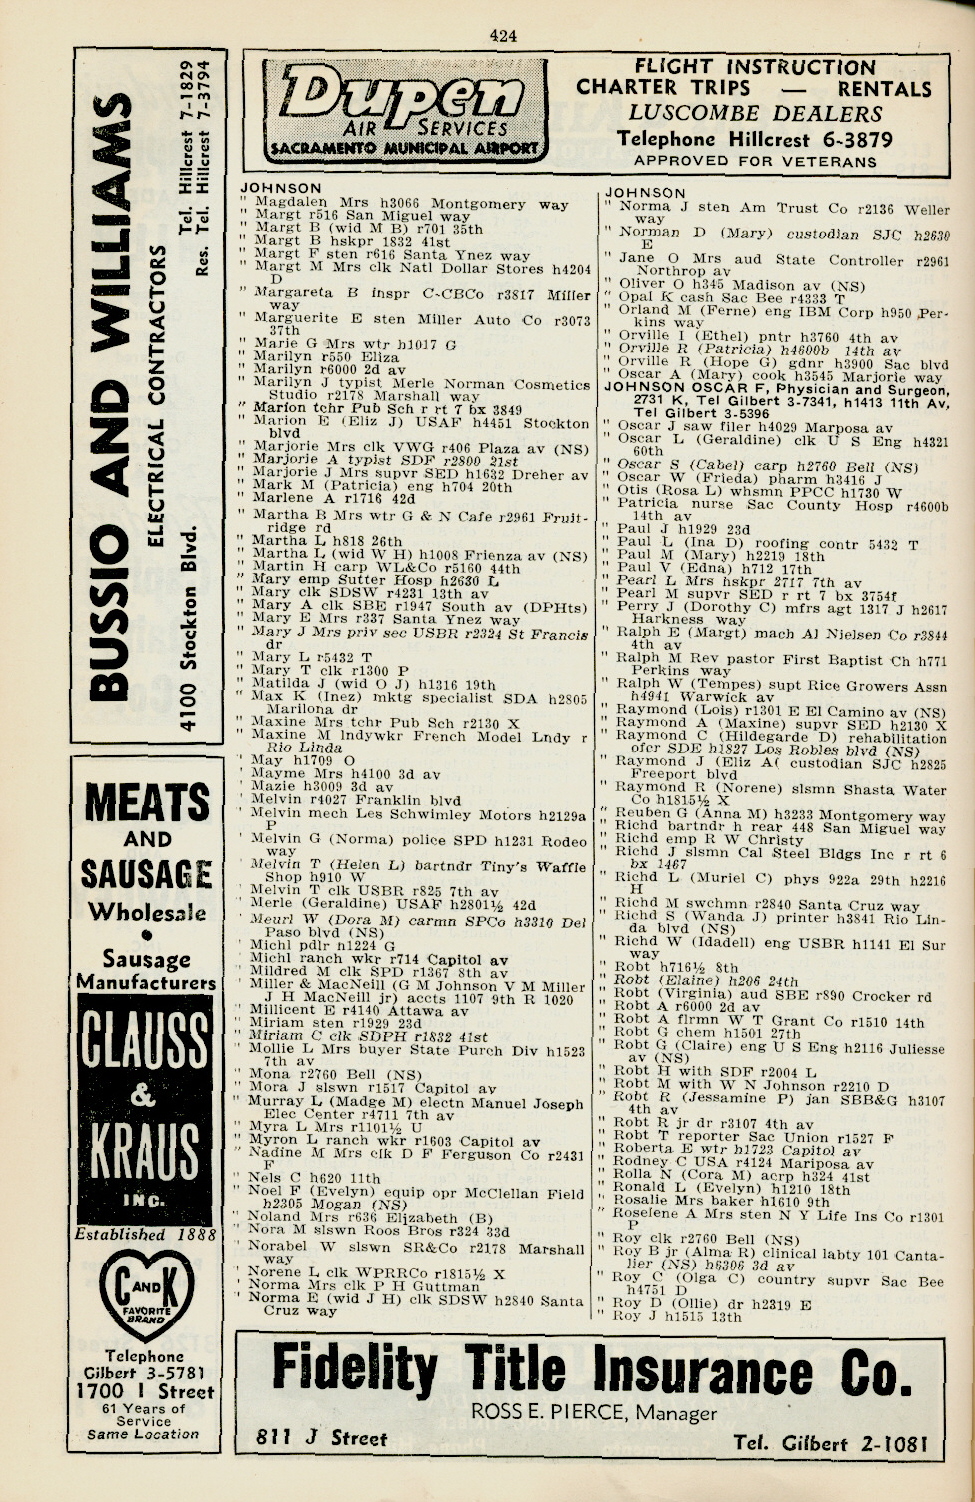 424
BUSSIO AND WILLIAMS
ELECTRICAL CONTRACTORS
4100 Stockton Blvd.
Tel. Hillcrest 7-1829
Res. Tel. Hillcrest 7-3794
MEATS
AND
SAUSAGE
Wholesale
•
Sausage
Manufacturers
CLAUSS
&
KRAUS
INC.
Established 1888
C AND K
FAVORITE
BRAND
Telephone
Gilbert 3-5781
1700 I Street
61 Years of
Service
Same Location
Dupen
AIR SERVICES
SACRAMENTO MUNICIPAL AIRPORT
FLIGHT INSTRUCTION
CHARTER TRIPS — RENTALS
LUSCOMBE DEALERS
Telephone Hillcrest 6-3879
APPROVED FOR VETERANS
JOHNSON
" Magdalen Mrs h3066 Montgomery way
" Margt r516 San Miguel way
" Margt B (wid M B) r701 35th
" Margt B hskpr 1832 41st
" Margt F sten r616 Santa Ynez way
" Margt M Mrs clk Natl Dollar Stores h4204
D
" Margareta B inspr C-CBCo r3817 Miller
way
" Marguerite E sten Miller Auto Co r3073
37th
" Marie G Mrs wtr h1017 G
" Marilyn r550 Eliza
" Marilyn r6000 2d av
" Marilyn J typist Merle Norman Cosmetics
Studio r2178 Marshall way
" Marion tchr Pub Sch r rt 7 bx 3849
" Marion E (Eliz J) USAF h4451 Stockton
blvd
" Marjorie Mrs clk VWG r406 Plaza av (NS)
" Marjorie A typist SDF r2800 21st
" Marjorie J Mrs supvr SED h1632 Dreher av
" Mark M (Patricia) eng h704 20th
" Marlene A r1716 42d
" Martha B Mrs wtr G & N Cafe r2961 Fruit-
ridge rd
" Martha L h818 26th
" Martha L (wid W H) h1008 Frienza av (NS)
" Martin H carp WL&Co r5160 44th
" Mary emp Sutter Hosp h2630 L
" Mary clk SDSW r4231 13th av
" Mary A clk SBE r1947 South av (DPHts)
" Mary E Mrs r337 Santa Ynez way
" Mary J Mrs priv sec USBR r2324 St Francis
dr
" Mary L r5432 T
" Mary T clk r1300 P
" Matilda J (wid O J) h1316 19th
" Max K (Inez) mktg specialist SDA h2805
Marilona dr
" Maxine Mrs tchr Pub Sch r2130 X
" Maxine M lndywkr French Model Lndy r
Rio Linda
' May h1709 O
' Mayme Mrs h4100 3d av
' Mazie h3009 3d av
' Melvin r4027 Franklin blvd
' Melvin mech Les Schwimley Motors h2129a
P
' Melvin G (Norma) police SPD h1231 Rodeo
way
' Melvin T (Helen L) bartndr Tiny's Waffle
Shop h910 W
' Melvin T clk USBR r825 7th av
' Merle (Geraldine) USAF h2801½ 42d
' Meurl W (Dora M) carmn SPCo h3310 Del
Paso blvd (NS)
' Michl pdlr n1224 G
' Michl ranch wkr r714 Capitol av
' Mildred M clk SPD r1367 8th av
' Miller & MacNeill (G M Johnson V M Miller
J H MacNeill jr) accts 1107 9th R 1020
' Millicent E r4140 Attawa av
" Miriam sten r1929 23d
" Miriam C clk SDPH r1832 41st
" Mollie L Mrs buyer State Purch Div h1523
7th av
" Mona r2760 Bell (NS)
" Mora J slswn r1517 Capitol av
" Murray L (Madge M) electn Manuel Joseph
Elec Center r4711 7th av
" Myra L Mrs r1101½ U
" Myron L ranch wkr r1603 Capitol av
" Nadine M Mrs clk D F Ferguson Co r2431
F
" Nels C h620 11th
" Noel F (Evelyn) equip opr McClellan Field
h2305 Mogan (NS)
" Noland Mrs r636 Elizabeth (B)
" Nora M slswn Roos Bros r324 33d
' Norabel W slswn SR&Co r2178 Marshall
way
' Norene L clk WPRRCo r1815½ X
' Norma Mrs clk P H Guttman
' Norma E (wid J H) clk SDSW h2840 Santa
Cruz way
JOHNSON
" Norma J sten Am Trust Co r2136 Weller
way
" Norman D (Mary) custodian SJC h2630
E
" Jane O Mrs aud State Controller r2961
Northrop av
" Oliver O h345 Madison av (NS)
" Opal K cash Sac Bee r4333 T
" Orland M (Ferne) eng IBM Corp h950 Per-
kins way
" Orville I (Ethel) pntr h3760 4th av
" Orville R (Patricia) h4600b 14th av
" Orville R (Hope G) gdnr h3900 Sac blvd
" Oscar A (Mary) cook h3545 Marjorie way
JOHNSON OSCAR F, Physician and Surgeon,
2731 K, Tel Gilbert 3-7341, h1413 11th Av,
Tel Gilbert 3-5396
" Oscar J saw filer h4029 Marposa av
" Oscar L (Geraldine) clk U S Eng h4321
60th
" Oscar S (Cabel) carp h2760 Bell (NS)
" Oscar W (Frieda) pharm h3416 J
" Otis (Rosa L) whsmn PPCC h1730 W
" Patricia nurse Sac County Hosp r4600b
14th av
" Paul J h1929 23d
" Paul L (Ina D) roofing contr 5432 T
" Paul M (Mary) h2219 18th
" Paul V (Edna) h712 17th
" Pearl L Mrs hskpr 2717 7th av
" Pearl M supvr SED r rt 7 bx 3754f
" Perry J (Dorothy C) mfrs agt 1317 J h2617
Harkness way
" Ralph E (Margt) mach Al Nielsen Co r3844
4th av
" Ralph M Rev pastor First Baptist Ch h771
Perkins way
" Ralph W (Tempes) supt Rice Growers Assn
h4941 Warwick av
" Raymond (Lois) r1301 E El Camino av (NS)
" Raymond A (Maxine) supvr SED h2130 X
" Raymond C (Hildegarde D) rehabilitation
ofcr SDE h1827 Los Robles blvd (NS)
" Raymond J (Eliz A( custodian SJC h2825
Freeport blvd
" Raymond R (Norene) slsmn Shasta Water
Co h1815½ X
" Reuben G (Anna M) h3233 Montgomery way
" Richd bartndr h rear 448 San Miguel way
" Richd emp R W Christy
" Richd J slsmn Cal Steel Bldgs Inc r rt 6
bx 1467
" Richd L (Muriel C) phys 922a 29th h2216
H
" Richd M swchmn r2840 Santa Cruz way
" Richd S (Wanda J) printer h3841 Rio Lin-
da blvd (NS)
" Richd W (Idadell) eng USBR h1141 El Sur
way
" Robt h716½ 8th
" Robt (Elaine) h206 24th
" Robt (Virginia) aud SBE r890 Crocker rd
" Robt A r6000 2d av
" Robt A flrmn W T Grant Co r1510 14th
" Robt G chem h1501 27th
" Robt G (Claire) eng U S Eng h2116 Juliesse
av (NS)
" Robt H with SDF r2004 L
" Robt M with W N Johnson r2210 D
" Robt R (Jessamine P) jan SBB&G h3107
4th av
" Robt R jr dr r3107 4th av
" Robt T reporter Sac Union r1527 F
" Roberta E wtr h1723 Capitol av
" Rodney C USA r4124 Mariposa av
" Rolla N (Cora M) acrp h324 41st
" Ronald L (Evelyn) h1210 18th
" Rosalie Mrs baker h1610 9th
" Roselene A Mrs sten N Y Life Ins Co r1301
P
" Roy clk r2760 Bell (NS)
" Roy B jr (Alma R) clinical labty 101 Canta-
lier (NS) h6306 3d av
" Roy C (Olga C) country supvr Sac Bee
h4751 D
" Roy D (Ollie) dr h2319 E
" Roy J h1515 13th
Fidelity Title Insurance Co.
ROSS E. PIERCE, Manager
811 J Street
Tel. Gilbert 2-1081